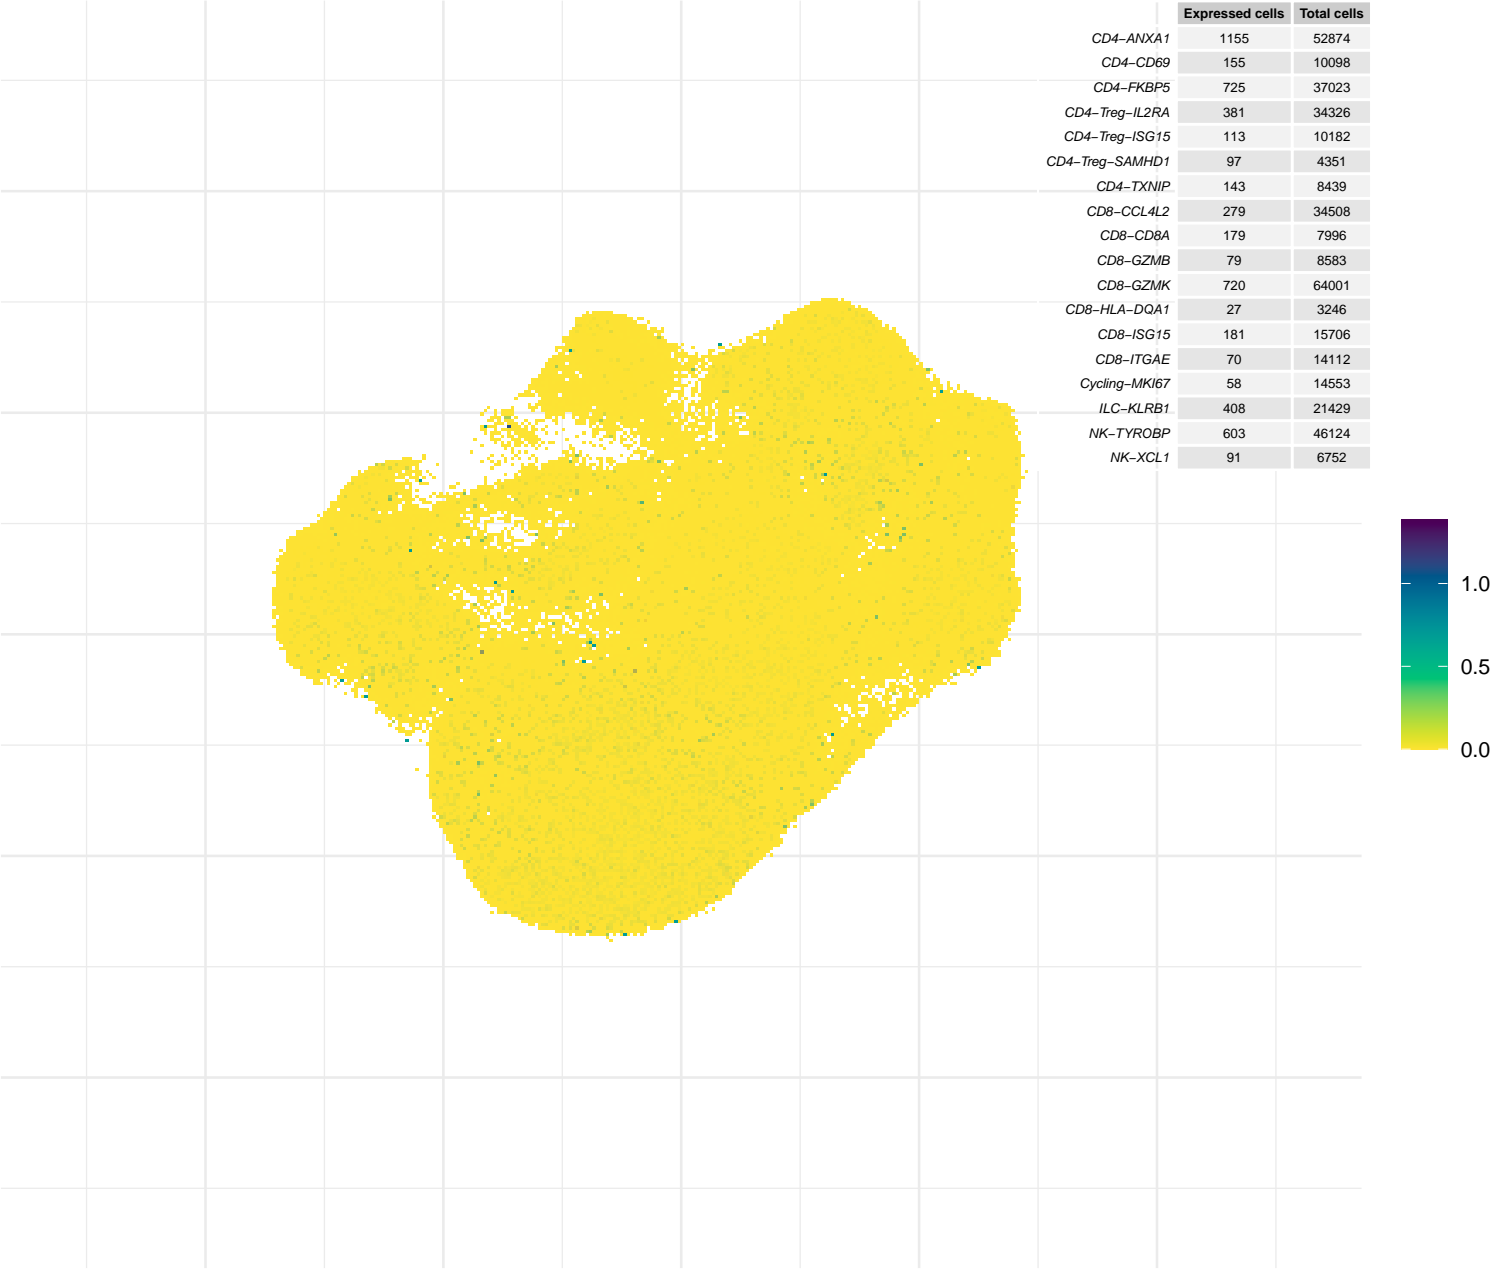 Expressed cells Total cells
CD4−ANXA1 1155 52874
CD4−CD69 155 10098
CD4−FKBP5 725 37023
CD4−Treg−IL2RA 381 34326
CD4−Treg−ISG15 113 10182
CD4−Treg−SAMHD1 97 4351
CD4−TXNIP 143 8439
CD8−CCL4L2 279 34508
CD8−CD8A 179 7996
CD8−GZMB 79 8583
CD8−GZMK 720 64001
CD8−HLA−DQA1 27 3246
CD8−ISG15 181 15706
CD8−ITGAE 70 14112
Cycling−MKI67 58 14553
ILC−KLRB1 408 21429
NK−TYROBP 603 46124
NK−XCL1 91 6752
1.0
0.5
0.0